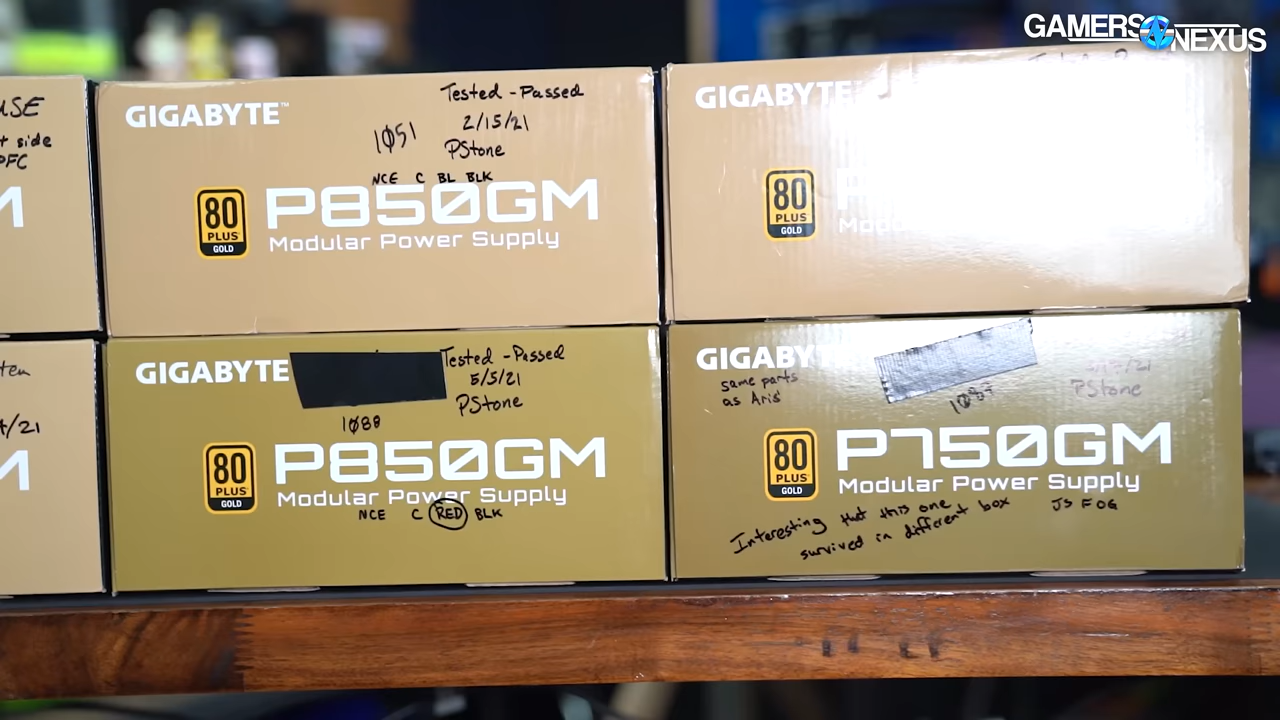 GAMERS NEXUS
USE
side
PFC
M
GIGABYTE™
Tested - Passed
2/15/21
PStone
1051
NCE C BL BLK
80
PLUS
GOLD
P850GM
Modular Power Supply
GIGABYTE
80
PLUS
GOLD
/21
M
GIGABYTE
Tested - Passed
5/5/21
PStone
1088
80
PLUS
GOLD
P850GM
Modular Power Supply
NCE C RED BLK
GIGABY
same parts
as Aris'
PStone
80
PLUS
GOLD
P750GM
Modular Power Supply
Interesting that this one
survived in different box
JS FOG